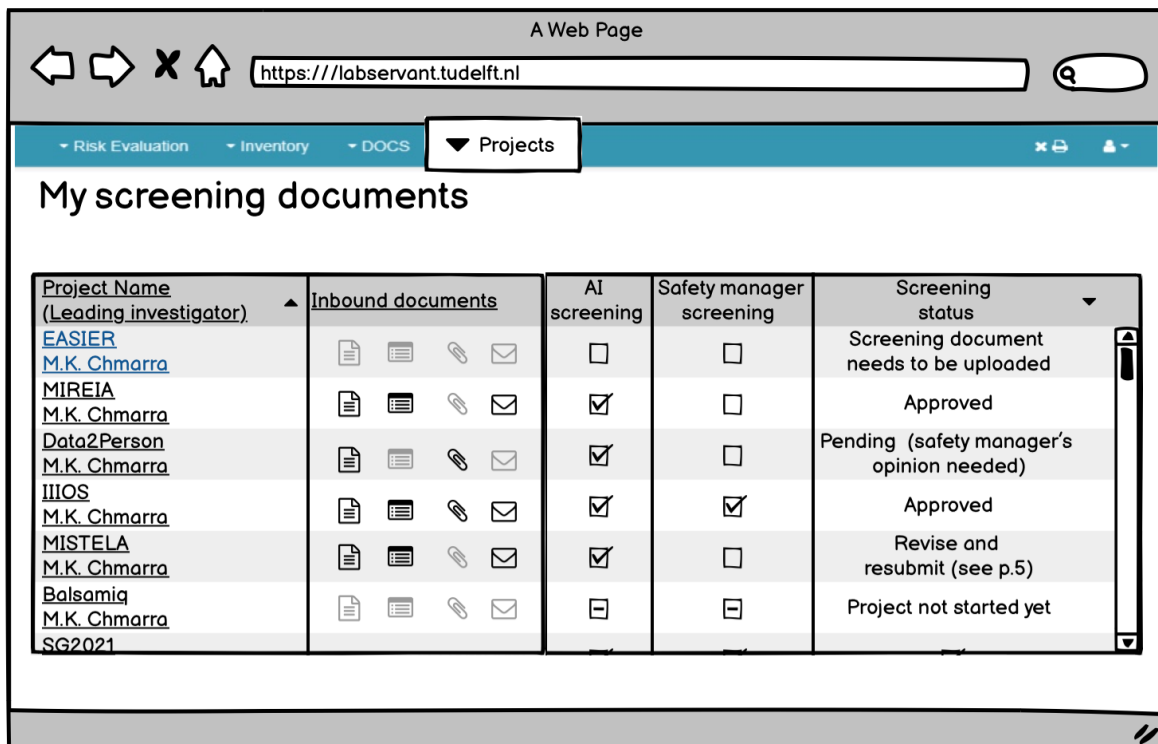 A Web Page
https:///labservant.tudelft.nl
Risk Evaluation Inventory DOCS Projects
My screening documents
Project Name
(Leading investigator)
Inbound documents
AI
screening
Safety manager
screening
Screening
status
EASIER
M.K. Chmarra
Screening document
needs to be uploaded
MIREIA
M.K. Chmarra
Approved
Data2Person
M.K. Chmarra
Pending (safety manager's
opinion needed)
IIIOS
M.K. Chmarra
Approved
MISTELA
M.K. Chmarra
Revise and
resubmit (see p.5)
Balsamiq
M.K. Chmarra
Project not started yet
SG2021